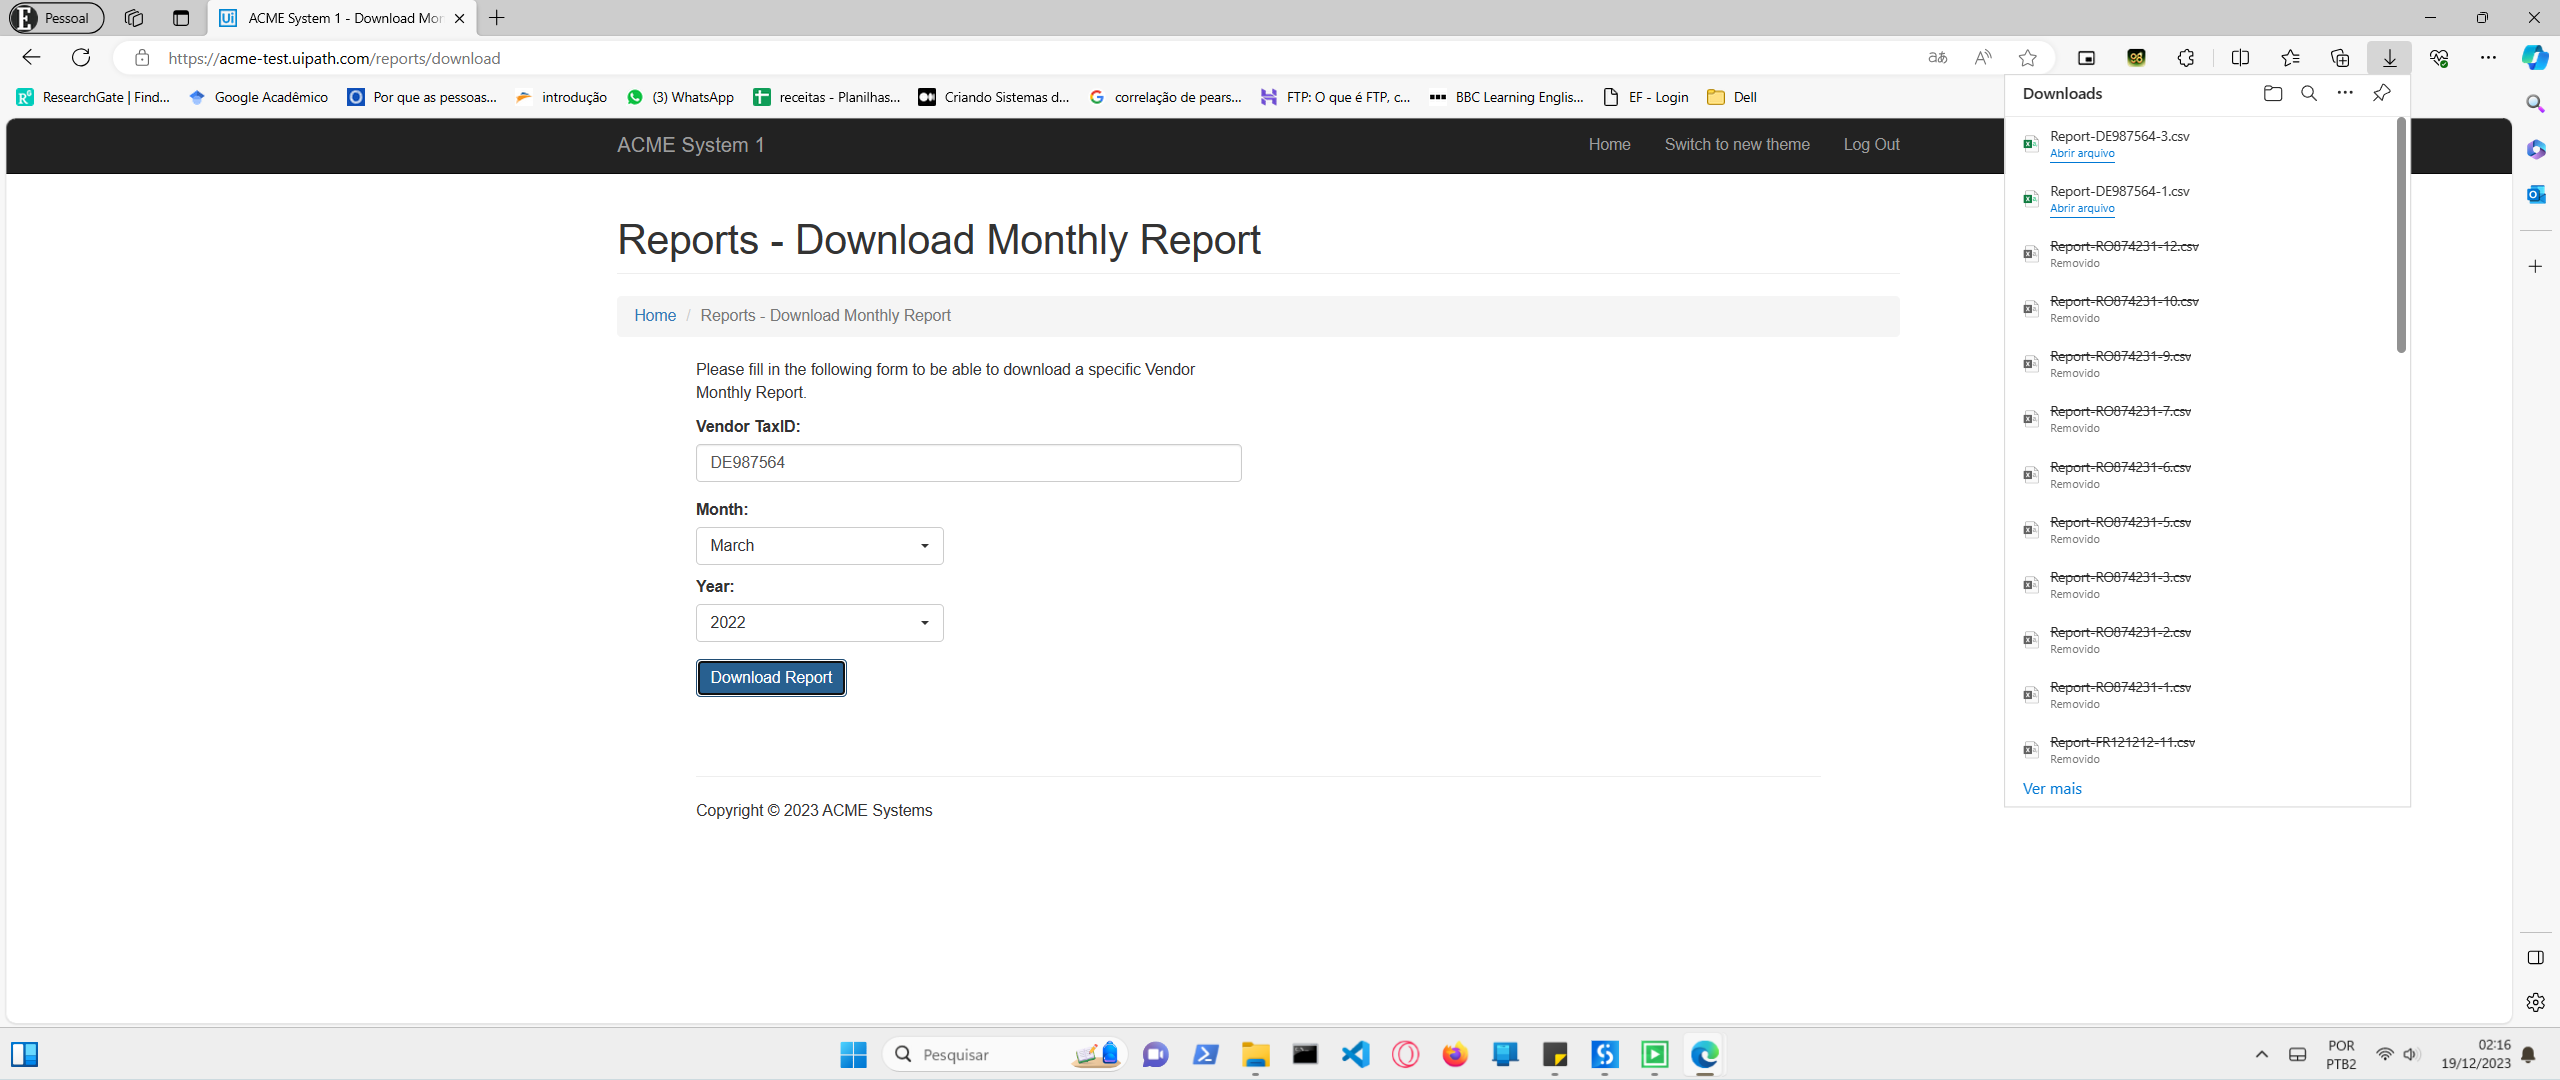 Pessoal
ACME System 1 - Download Mor
https://acme-test.uipath.com/reports/download
ResearchGate | Find...
Google Acadêmico
Por que as pessoas...
introdução
(3) WhatsApp
receitas - Planilhas...
Criando Sistemas d...
correlação de pears...
FTP: O que é FTP, c...
BBC Learning Englis...
EF - Login
Dell
ACME System 1
Home
Switch to new theme
Log Out
Reports - Download Monthly Report
Home / Reports - Download Monthly Report
Please fill in the following form to be able to download a specific Vendor
Monthly Report.
Vendor TaxID:
DE987564
Month:
March
Year:
2022
Download Report
Copyright © 2023 ACME Systems
Downloads
Report-DE987564-3.csv
Abrir arquivo
Report-DE987564-1.csv
Abrir arquivo
Report-RO874231-12.csv
Removido
Report-RO874231-10.csv
Removido
Report-RO874231-9.csv
Removido
Report-RO874231-7.csv
Removido
Report-RO874231-6.csv
Removido
Report-RO874231-5.csv
Removido
Report-RO874231-3.csv
Removido
Report-RO874231-2.csv
Removido
Report-RO874231-1.csv
Removido
Report-FR121212-11.csv
Removido
Ver mais
Pesquisar
POR
PTB2
02:16
19/12/2023